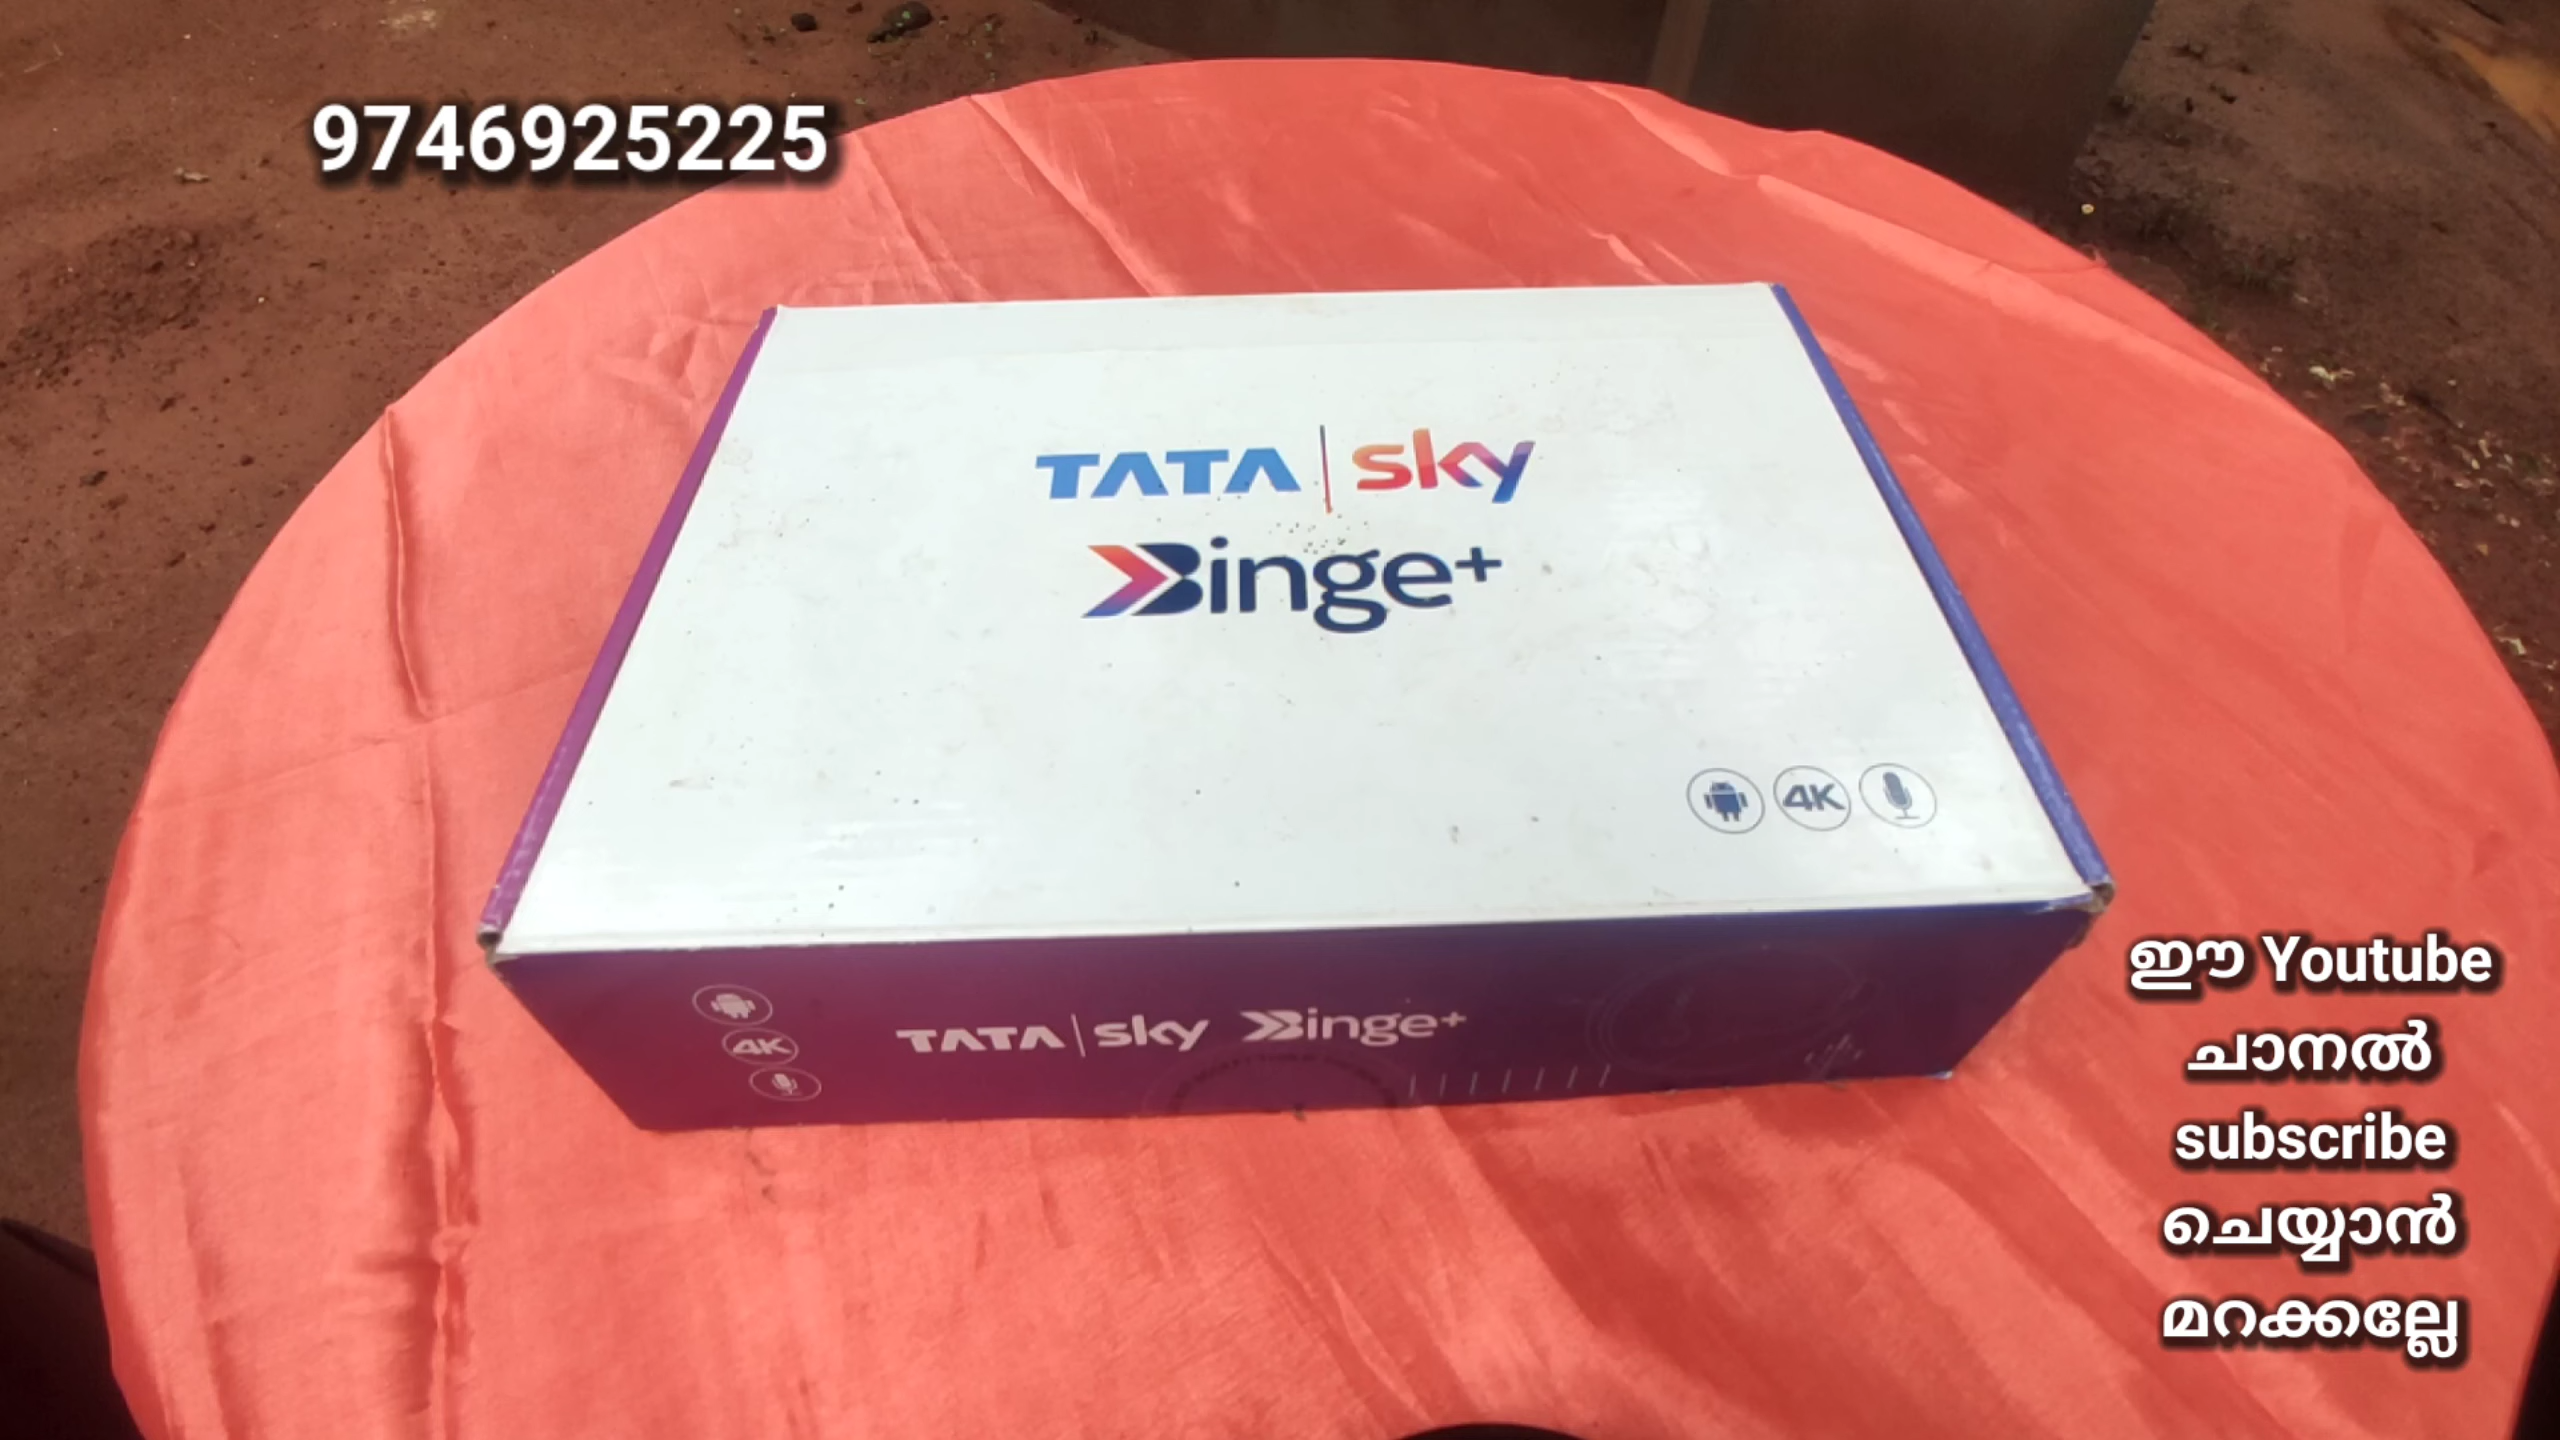 9746925225
TATA sky
Binge+
4K
4K
TATA sky Binge+
ഈ Youtube
ചാനൽ
subscribe
ചെയ്യാൻ
മറക്കല്ലേ